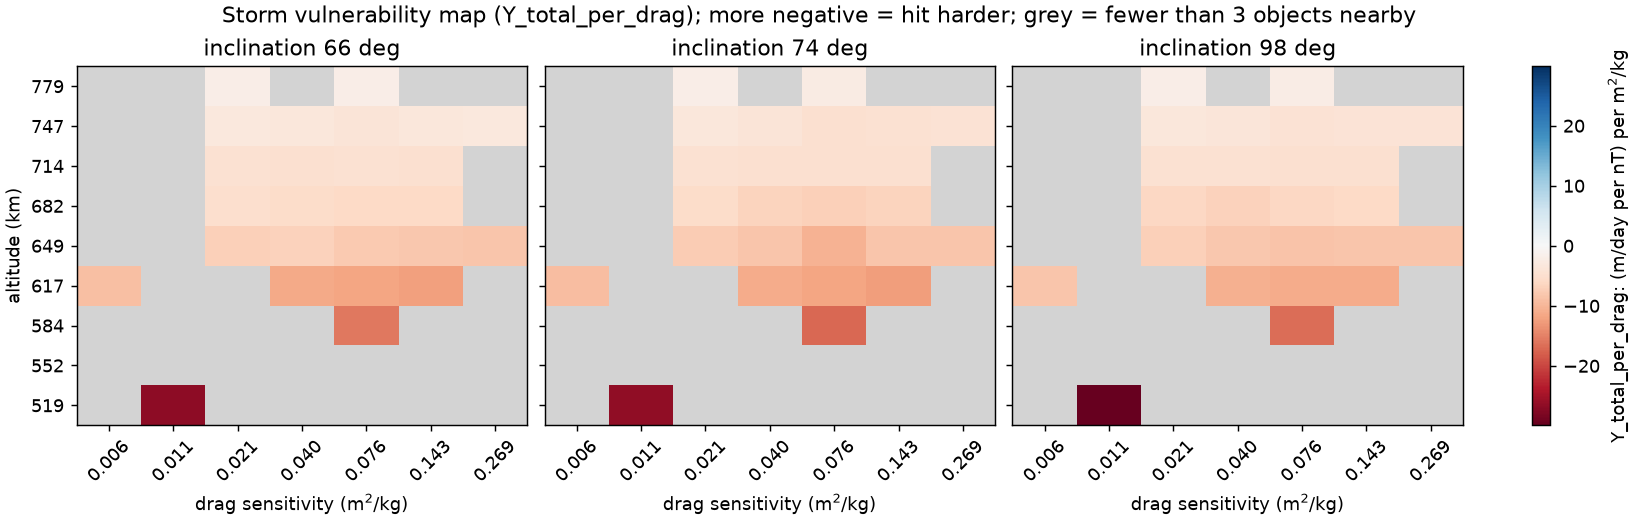 Storm vulnerability map (Y_total_per_drag); more negative = hit harder; grey = fewer than 3 objects nearby
inclination 66 deg
inclination 74 deg
inclination 98 deg
altitude (km)
779
747
714
682
649
617
584
552
519
0.006 0.011 0.021 0.040 0.076 0.143 0.269
drag sensitivity (m²/kg)
0.006 0.011 0.021 0.040 0.076 0.143 0.269
drag sensitivity (m²/kg)
0.006 0.011 0.021 0.040 0.076 0.143 0.269
drag sensitivity (m²/kg)
20
10
0
−10
−20
Y_total_per_drag: (m/day per nT) per m²/kg